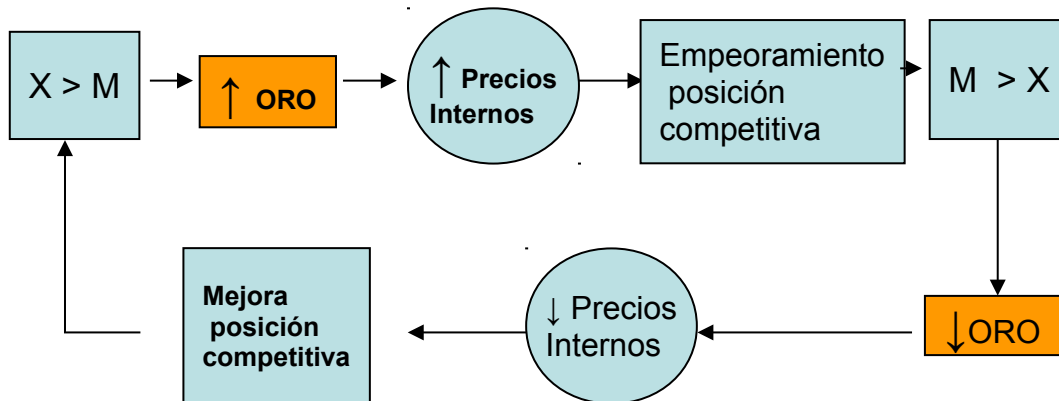 X > M
↑ ORO
↑ Precios
Internos
Empeoramiento
posición
competitiva
M > X
Mejora
posición
competitiva
↓ Precios
Internos
↓ORO